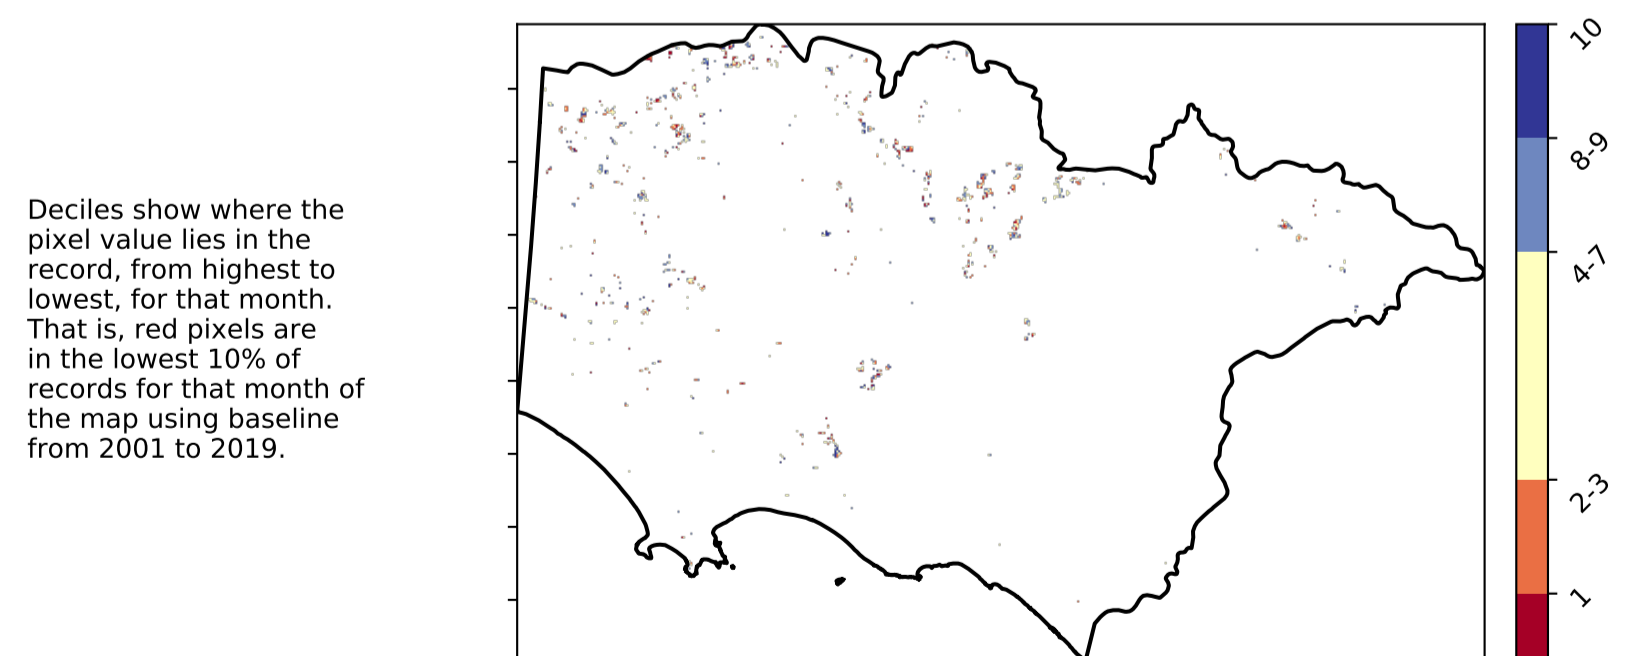 Deciles show where the
pixel value lies in the
record, from highest to
lowest, for that month.
That is, red pixels are
in the lowest 10% of
records for that month of
the map using baseline
from 2001 to 2019.
10
8-9
4-7
2-3
1